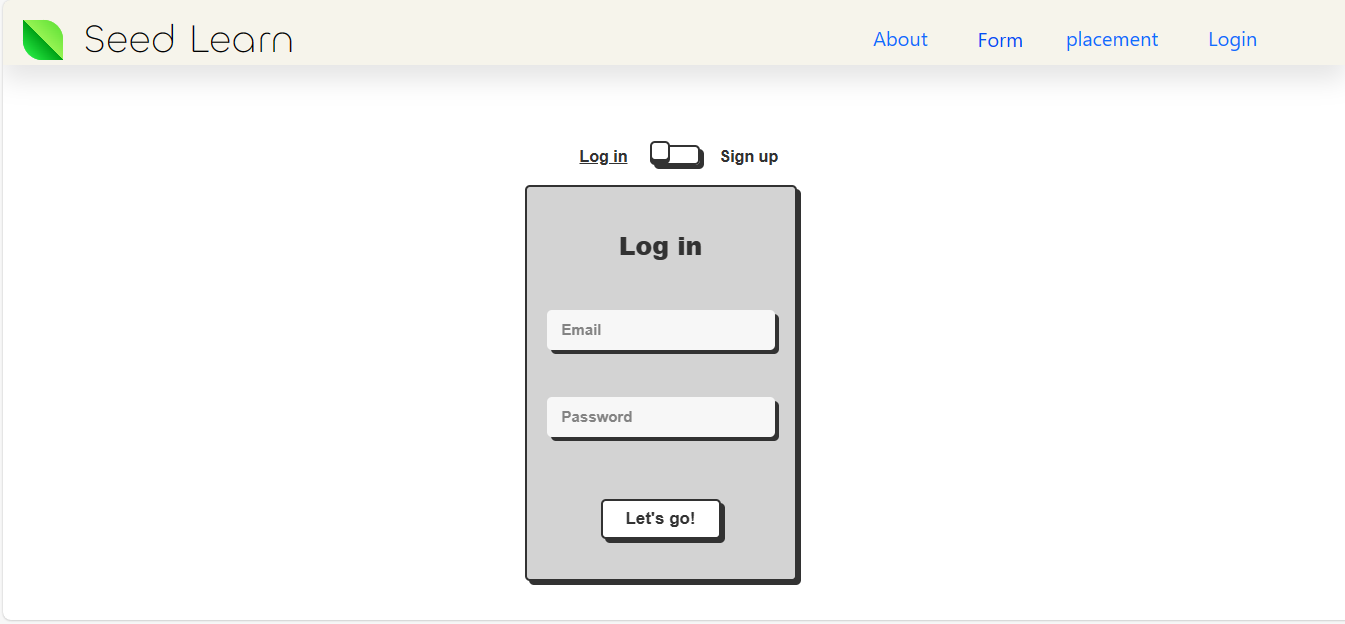 Seed Learn About Form placement Login
Log in Sign up
Log in
Email
Password
Let's go!